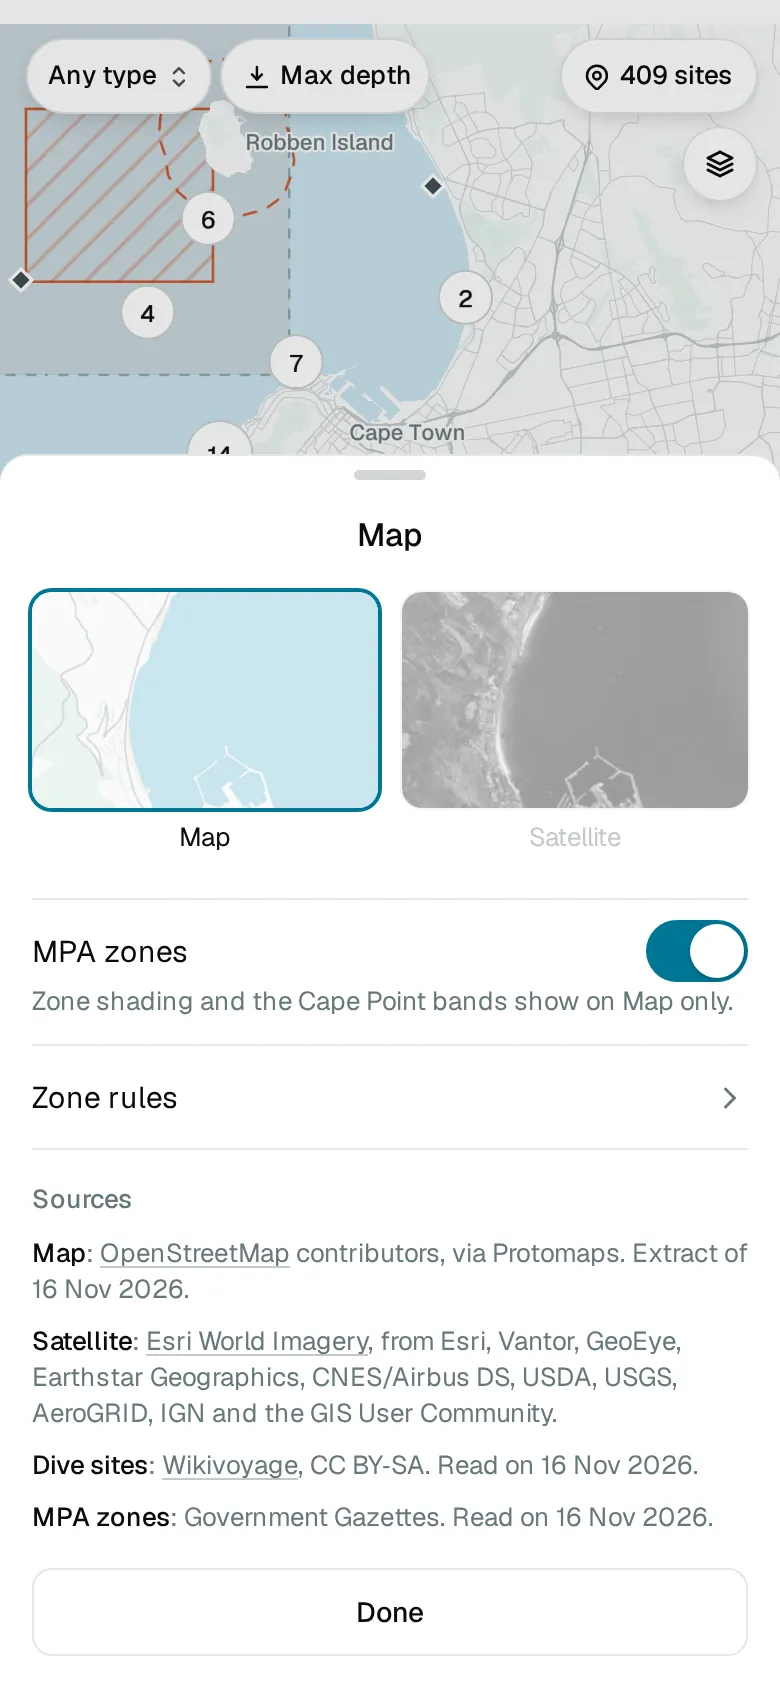 Any type
Max depth
409 sites
Robben Island
6
2
4
7
14
Cape Town
Map
Map
Satellite
MPA zones
Zone shading and the Cape Point bands show on Map only.
Zone rules
Sources
Map: OpenStreetMap contributors, via Protomaps. Extract of
16 Nov 2026.
Satellite: Esri World Imagery, from Esri, Vantor, GeoEye,
Earthstar Geographics, CNES/Airbus DS, USDA, USGS,
AeroGRID, IGN and the GIS User Community.
Dive sites: Wikivoyage, CC BY-SA. Read on 16 Nov 2026.
MPA zones: Government Gazettes. Read on 16 Nov 2026.
Done